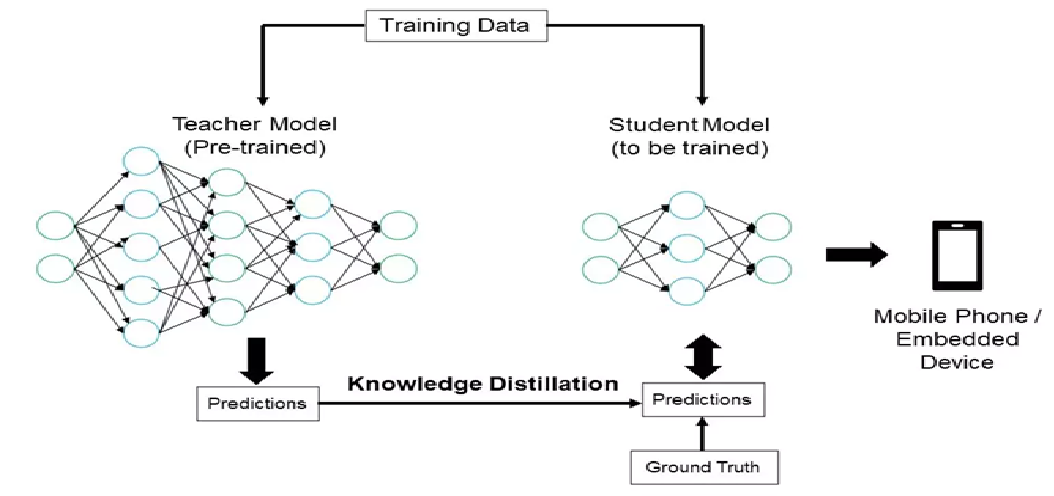 Training Data
Teacher Model
(Pre-trained)
Student Model
(to be trained)
Mobile Phone /
Embedded
Device
Knowledge Distillation
Predictions
Predictions
Ground Truth